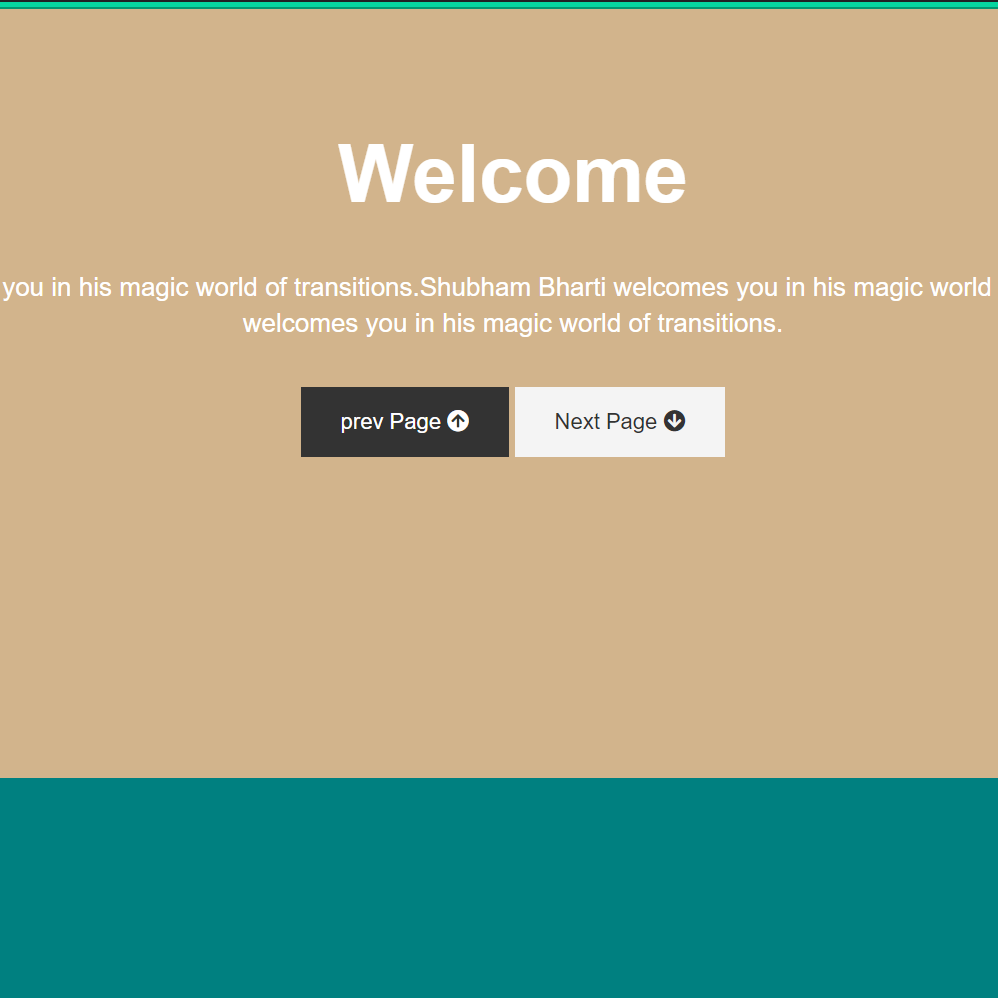 Welcome
you in his magic world of transitions.Shubham Bharti welcomes you in his magic world
welcomes you in his magic world of transitions.
prev Page
Next Page